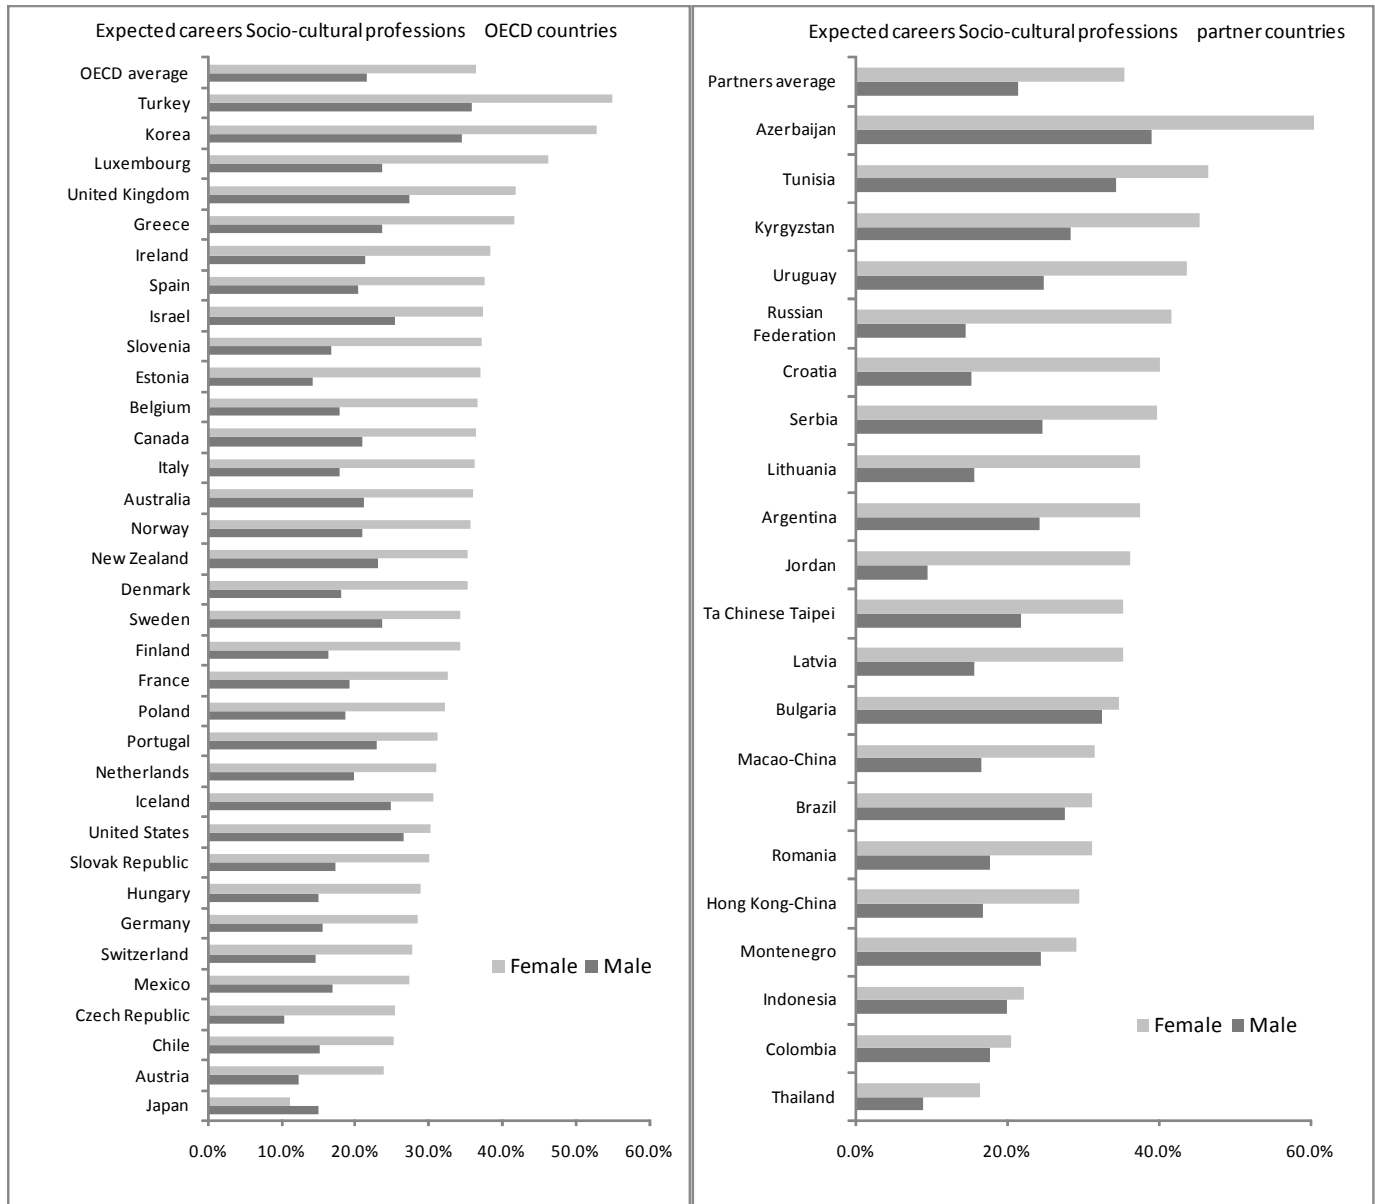 Expected careers Socio-cultural professions OECD countries
OECD average
Turkey
Korea
Luxembourg
United Kingdom
Greece
Ireland
Spain
Israel
Slovenia
Estonia
Belgium
Canada
Italy
Australia
Norway
New Zealand
Denmark
Sweden
Finland
France
Poland
Portugal
Netherlands
Iceland
United States
Slovak Republic
Hungary
Germany
Switzerland
Mexico
Czech Republic
Chile
Austria
Japan
Female Male
0.0% 10.0% 20.0% 30.0% 40.0% 50.0% 60.0%
Expected careers Socio-cultural professions partner countries
Partners average
Azerbaijan
Tunisia
Kyrgyzstan
Uruguay
Russian
Federation
Croatia
Serbia
Lithuania
Argentina
Jordan
Ta Chinese Taipei
Latvia
Bulgaria
Macao-China
Brazil
Romania
Hong Kong-China
Montenegro
Indonesia
Colombia
Thailand
Female Male
0.0% 20.0% 40.0% 60.0%